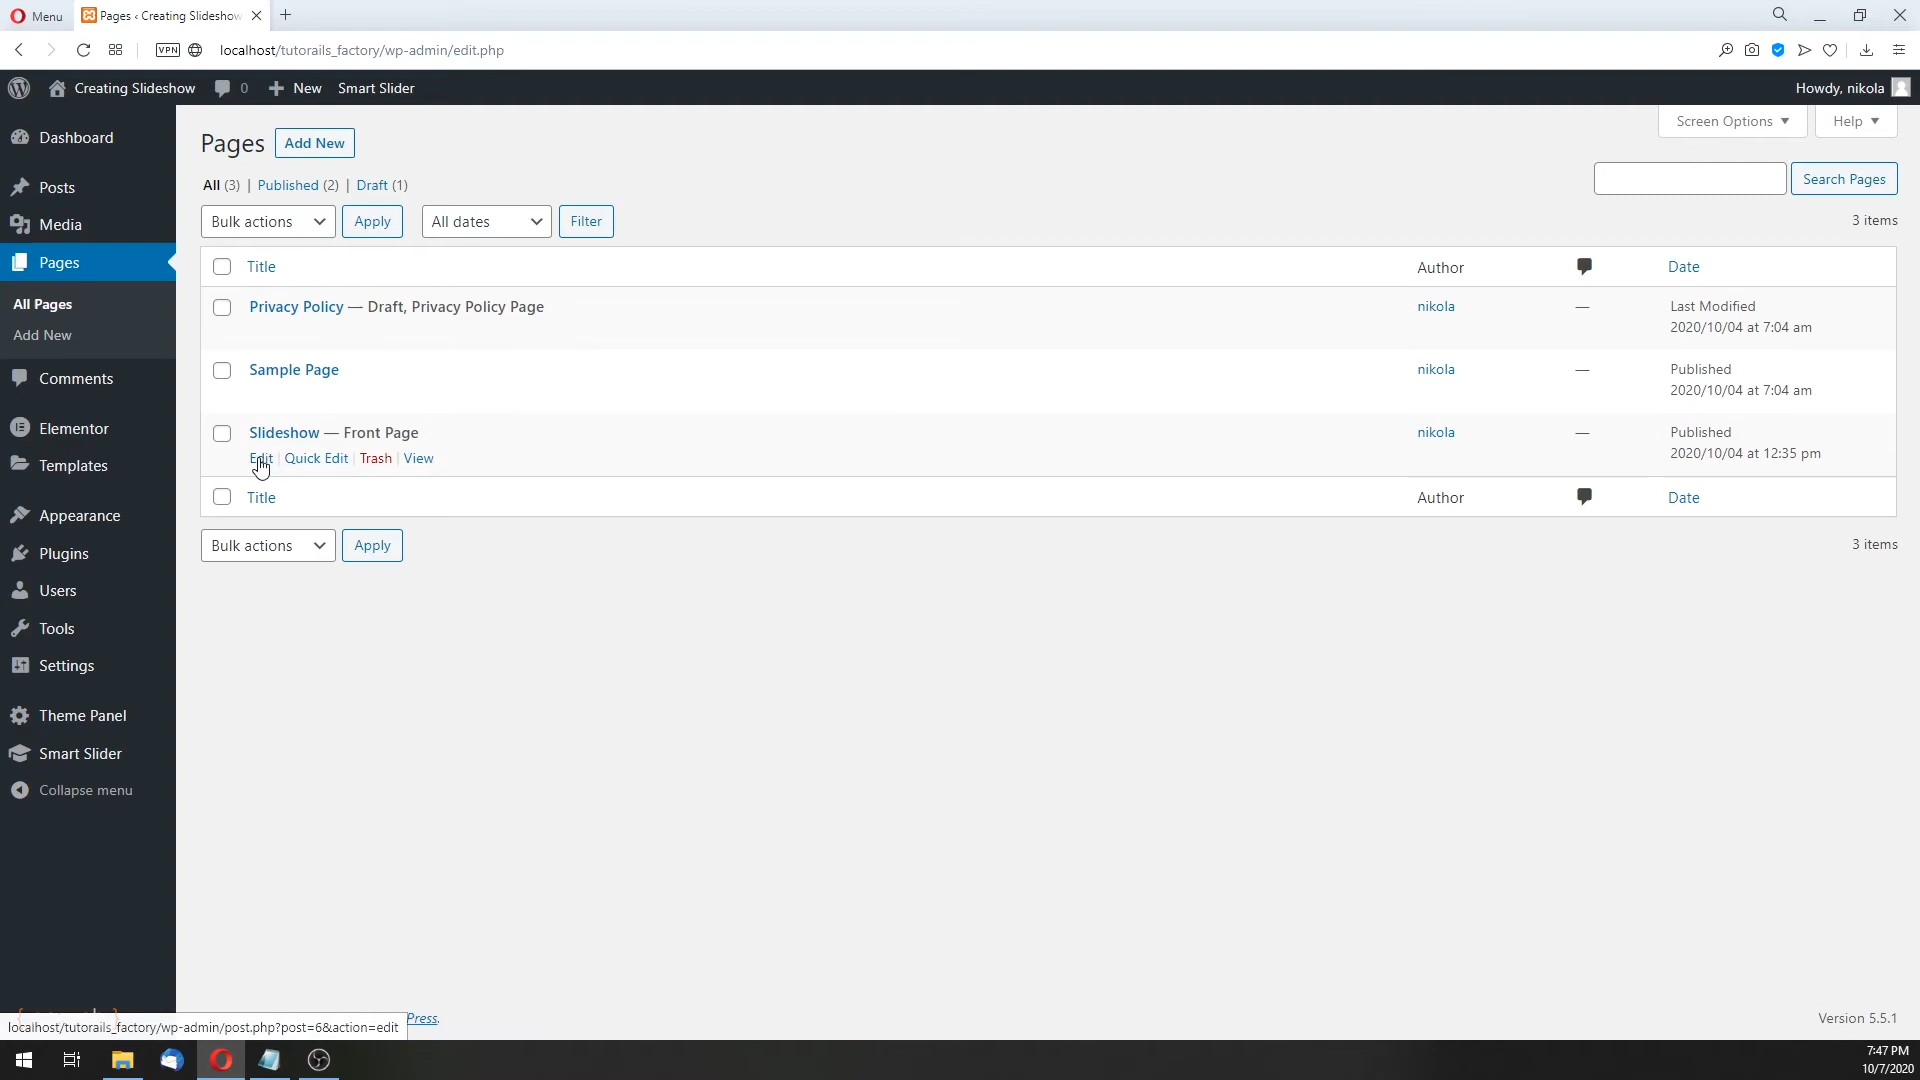 Menu
Pages ‹ Creating Slideshow
VPN
localhost/tutorails_factory/wp-admin/edit.php
Creating Slideshow 0 New Smart Slider Howdy, nikola
Screen Options Help
Dashboard
Posts
Media
Pages
All Pages
Add New
Comments
Elementor
Templates
Appearance
Plugins
Users
Tools
Settings
Theme Panel
Smart Slider
Collapse menu
Pages Add New
All (3) | Published (2) | Draft (1)
Search Pages
Bulk actions Apply All dates Filter 3 items
Title Author Date
Privacy Policy — Draft, Privacy Policy Page nikola — Last Modified
2020/10/04 at 7:04 am
Sample Page nikola — Published
2020/10/04 at 7:04 am
Slideshow — Front Page nikola — Published
Edit | Quick Edit | Trash | View 2020/10/04 at 12:35 pm
Title Author Date
Bulk actions Apply 3 items
Press. Version 5.5.1
localhost/tutorails_factory/wp-admin/post.php?post=6&action=edit
7:47 PM
10/7/2020